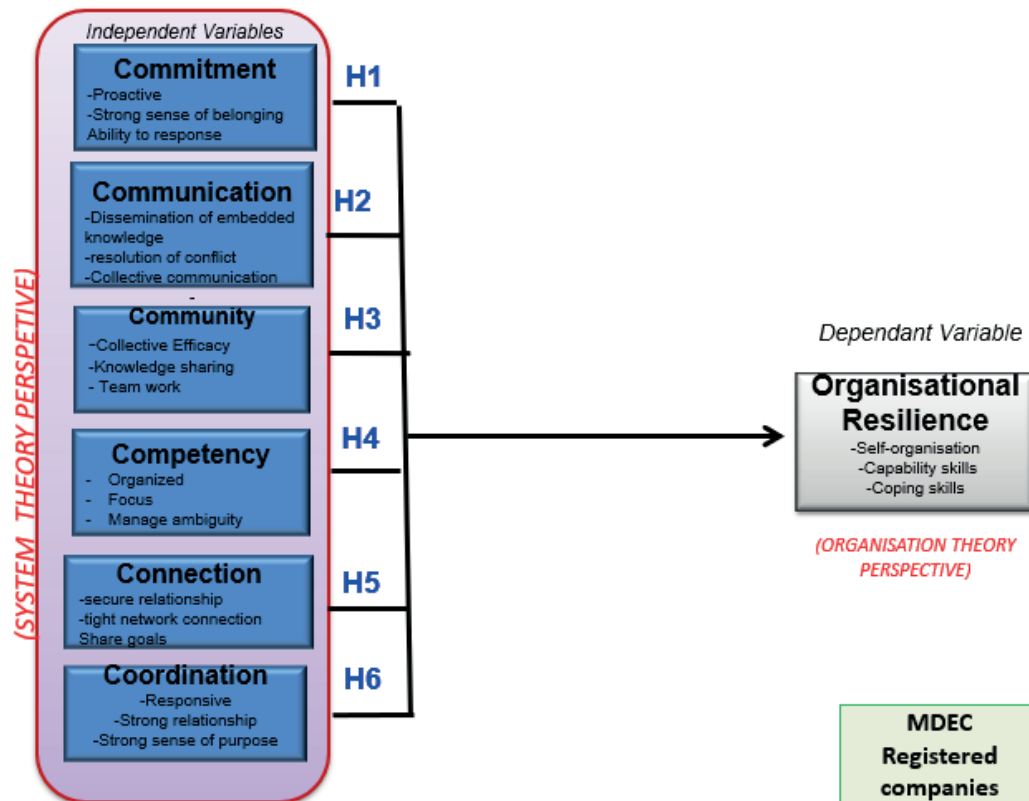 Independent Variables
Commitment
-Proactive
-Strong sense of belonging
Ability to response
H1
Communication
-Dissemination of embedded
knowledge
-resolution of conflict
-Collective communication
-
H2
Community
-Collective Efficacy
-Knowledge sharing
- Team work
H3
Competency
- Organized
- Focus
- Manage ambiguity
H4
Connection
-secure relationship
-tight network connection
Share goals
H5
Coordination
-Responsive
-Strong relationship
-Strong sense of purpose
H6
(SYSTEM THEORY PERSPETIVE)
Dependant Variable
Organisational
Resilience
-Self-organisation
-Capability skills
-Coping skills
(ORGANISATION THEORY
PERSPECTIVE)
MDEC
Registered
companies